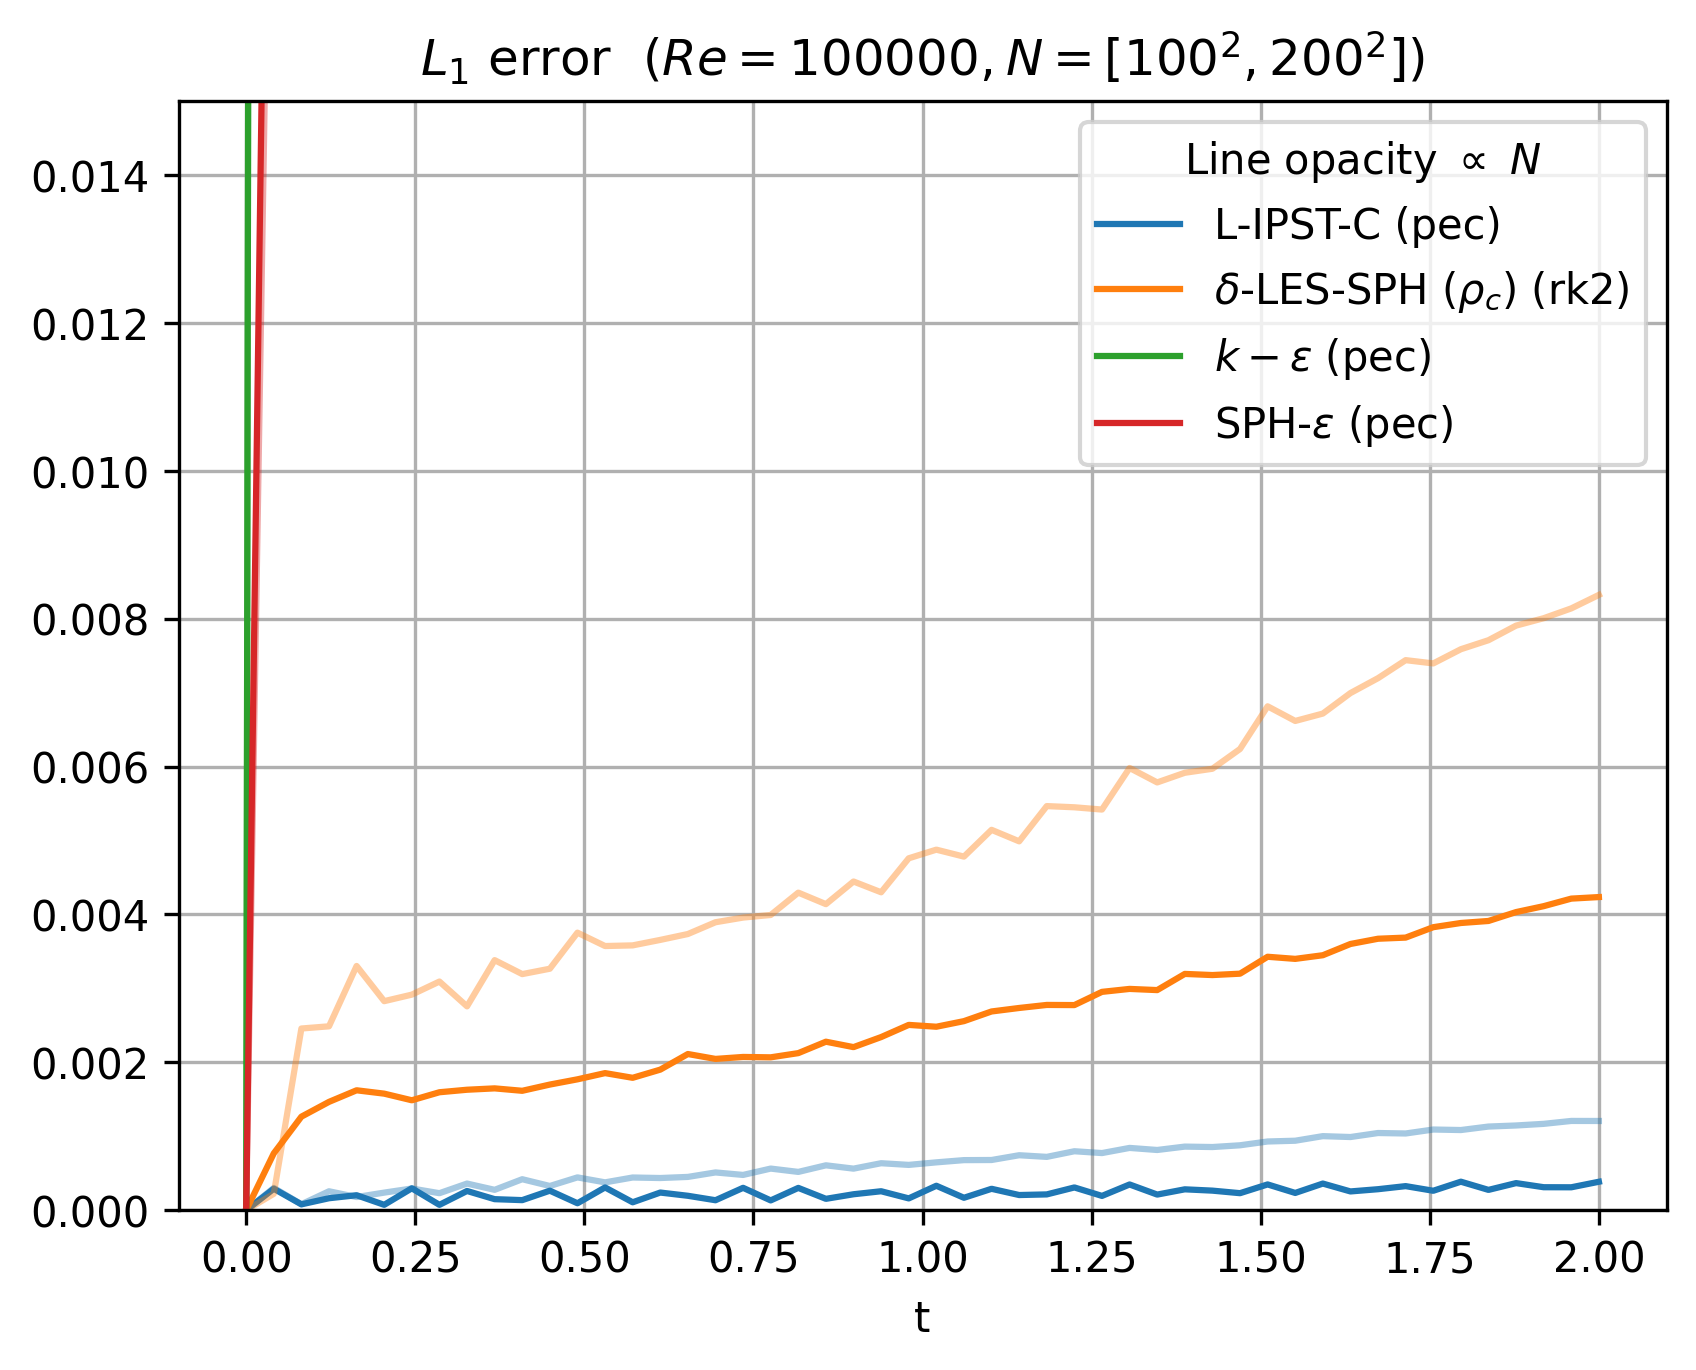 L₁ error (Re = 100000, N = [100², 200²])
0.014
0.012
0.010
0.008
0.006
0.004
0.002
0.000
Line opacity ∝ N
L-IPST-C (pec)
δ-LES-SPH (ρ_c) (rk2)
k − ε (pec)
SPH-ε (pec)
0.00 0.25 0.50 0.75 1.00 1.25 1.50 1.75 2.00
t